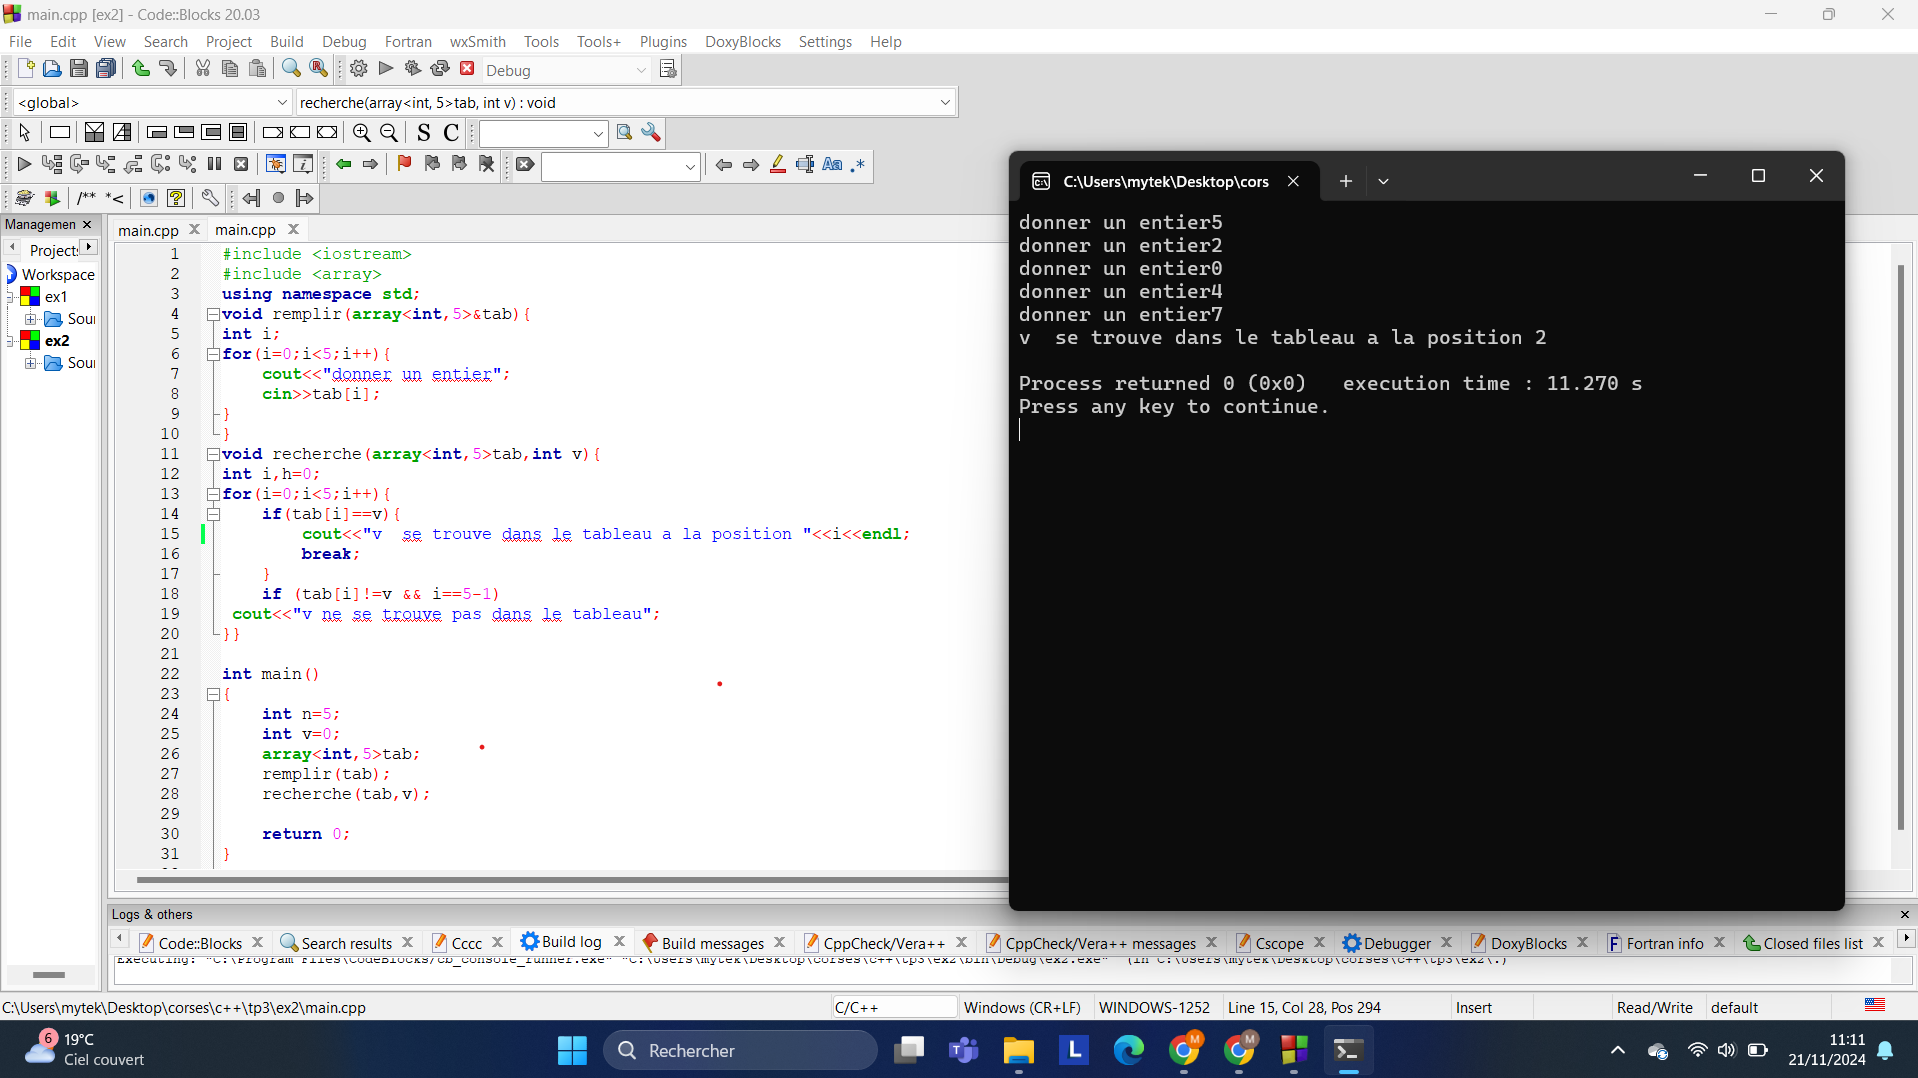 main.cpp [ex2] - Code::Blocks 20.03
File Edit View Search Project Build Debug Fortran wxSmith Tools Tools+ Plugins DoxyBlocks Settings Help
Debug
<global> recherche(array<int, 5>tab, int v) : void
S C
Aa .*
/** *<
Managemen
Projects
Workspace
ex1
Sour
ex2
Sour
main.cpp main.cpp
1 #include <iostream>
2 #include <array>
3 using namespace std;
4 void remplir(array<int,5>&tab){
5 int i;
6 for(i=0;i<5;i++){
7 cout<<"donner un entier";
8 cin>>tab[i];
9 }
10 }
11 void recherche(array<int,5>tab,int v){
12 int i,h=0;
13 for(i=0;i<5;i++){
14 if(tab[i]==v){
15 cout<<"v  se trouve dans le tableau a la position "<<i<<endl;
16 break;
17 }
18 if (tab[i]!=v && i==5-1)
19 cout<<"v ne se trouve pas dans le tableau";
20 }}
21
22 int main()
23 {
24 int n=5;
25 int v=0;
26 array<int,5>tab;
27 remplir(tab);
28 recherche(tab,v);
29
30 return 0;
31 }
C:\Users\mytek\Desktop\cors
donner un entier5
donner un entier2
donner un entier0
donner un entier4
donner un entier7
v  se trouve dans le tableau a la position 2
Process returned 0 (0x0)   execution time : 11.270 s
Press any key to continue.
Logs & others
Code::Blocks Search results Cccc Build log Build messages CppCheck/Vera++ CppCheck/Vera++ messages Cscope Debugger DoxyBlocks Fortran info Closed files list
Executing: "C:\Program Files\CodeBlocks/cb_console_runner.exe" "C:\Users\mytek\Desktop\corses\c++\tp3\ex2\bin\Debug\ex2.exe"  (in C:\Users\mytek\Desktop\corses\c++\tp3\ex2\.)
C:\Users\mytek\Desktop\corses\c++\tp3\ex2\main.cpp C/C++ Windows (CR+LF) WINDOWS-1252 Line 15, Col 28, Pos 294 Insert Read/Write default
6 19°C
Ciel couvert
Rechercher
11:11
21/11/2024